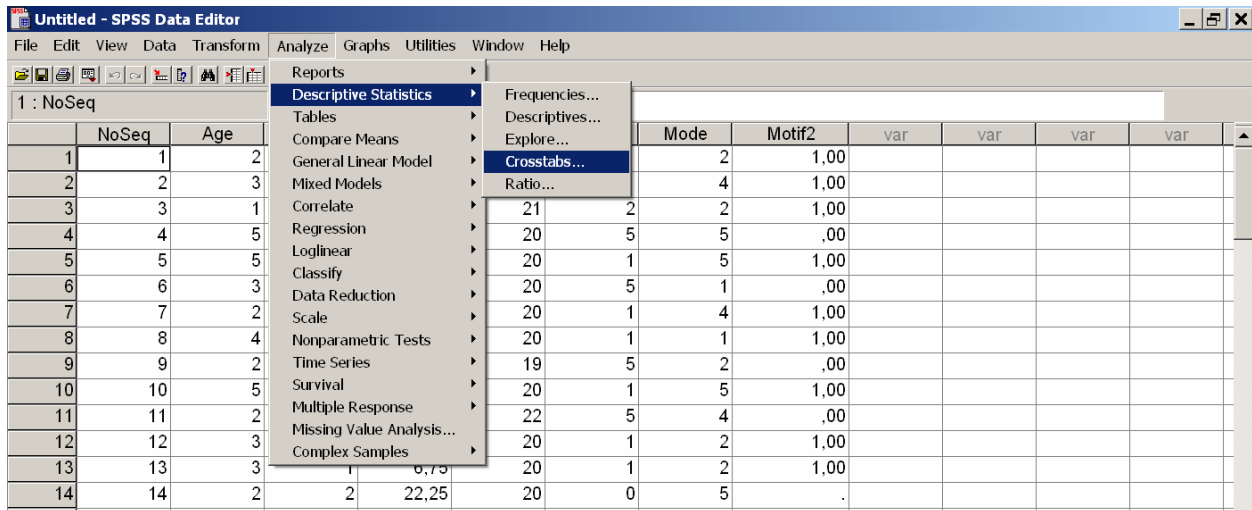 Untitled - SPSS Data Editor
File Edit View Data Transform Analyze Graphs Utilities Window Help
1 : NoSeq
Reports
Descriptive Statistics
Tables
Compare Means
General Linear Model
Mixed Models
Correlate
Regression
Loglinear
Classify
Data Reduction
Scale
Nonparametric Tests
Time Series
Survival
Multiple Response
Missing Value Analysis...
Complex Samples
Frequencies...
Descriptives...
Explore...
Crosstabs...
Ratio...
NoSeq Age Mode Motif2 var var var var
1 1 2 2 1,00
2 2 3 4 1,00
3 3 1 21 2 2 1,00
4 4 5 20 5 5 ,00
5 5 5 20 1 5 1,00
6 6 3 20 5 1 ,00
7 7 2 20 1 4 1,00
8 8 4 20 1 1 1,00
9 9 2 19 5 2 ,00
10 10 5 20 1 5 1,00
11 11 2 22 5 4 ,00
12 12 3 20 1 2 1,00
13 13 3 1 6,75 20 1 2 1,00
14 14 2 2 22,25 20 0 5 .